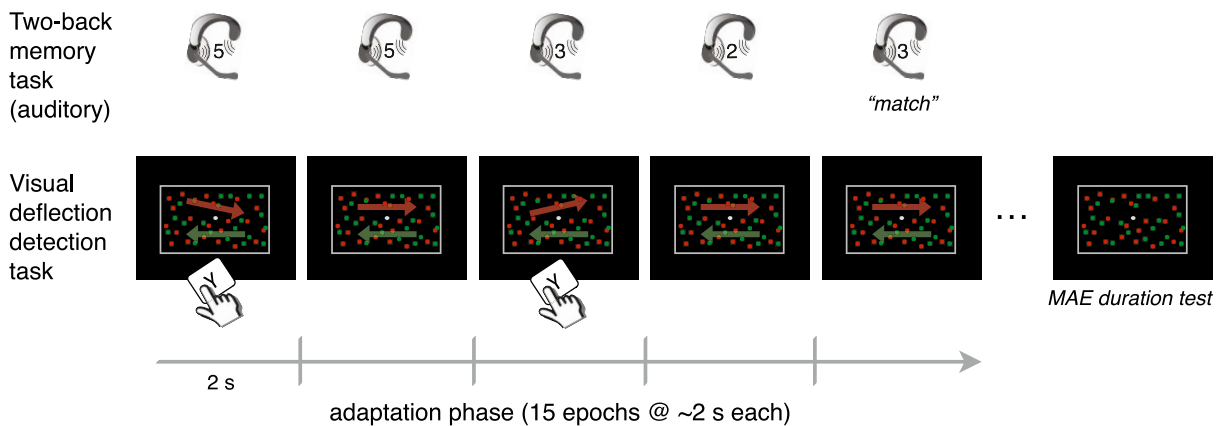 Two-back
memory
task
(auditory)
5
5
3
2
3
“match”
Visual
deflection
detection
task
Y
Y
...
MAE duration test
2 s
adaptation phase (15 epochs @ ~2 s each)